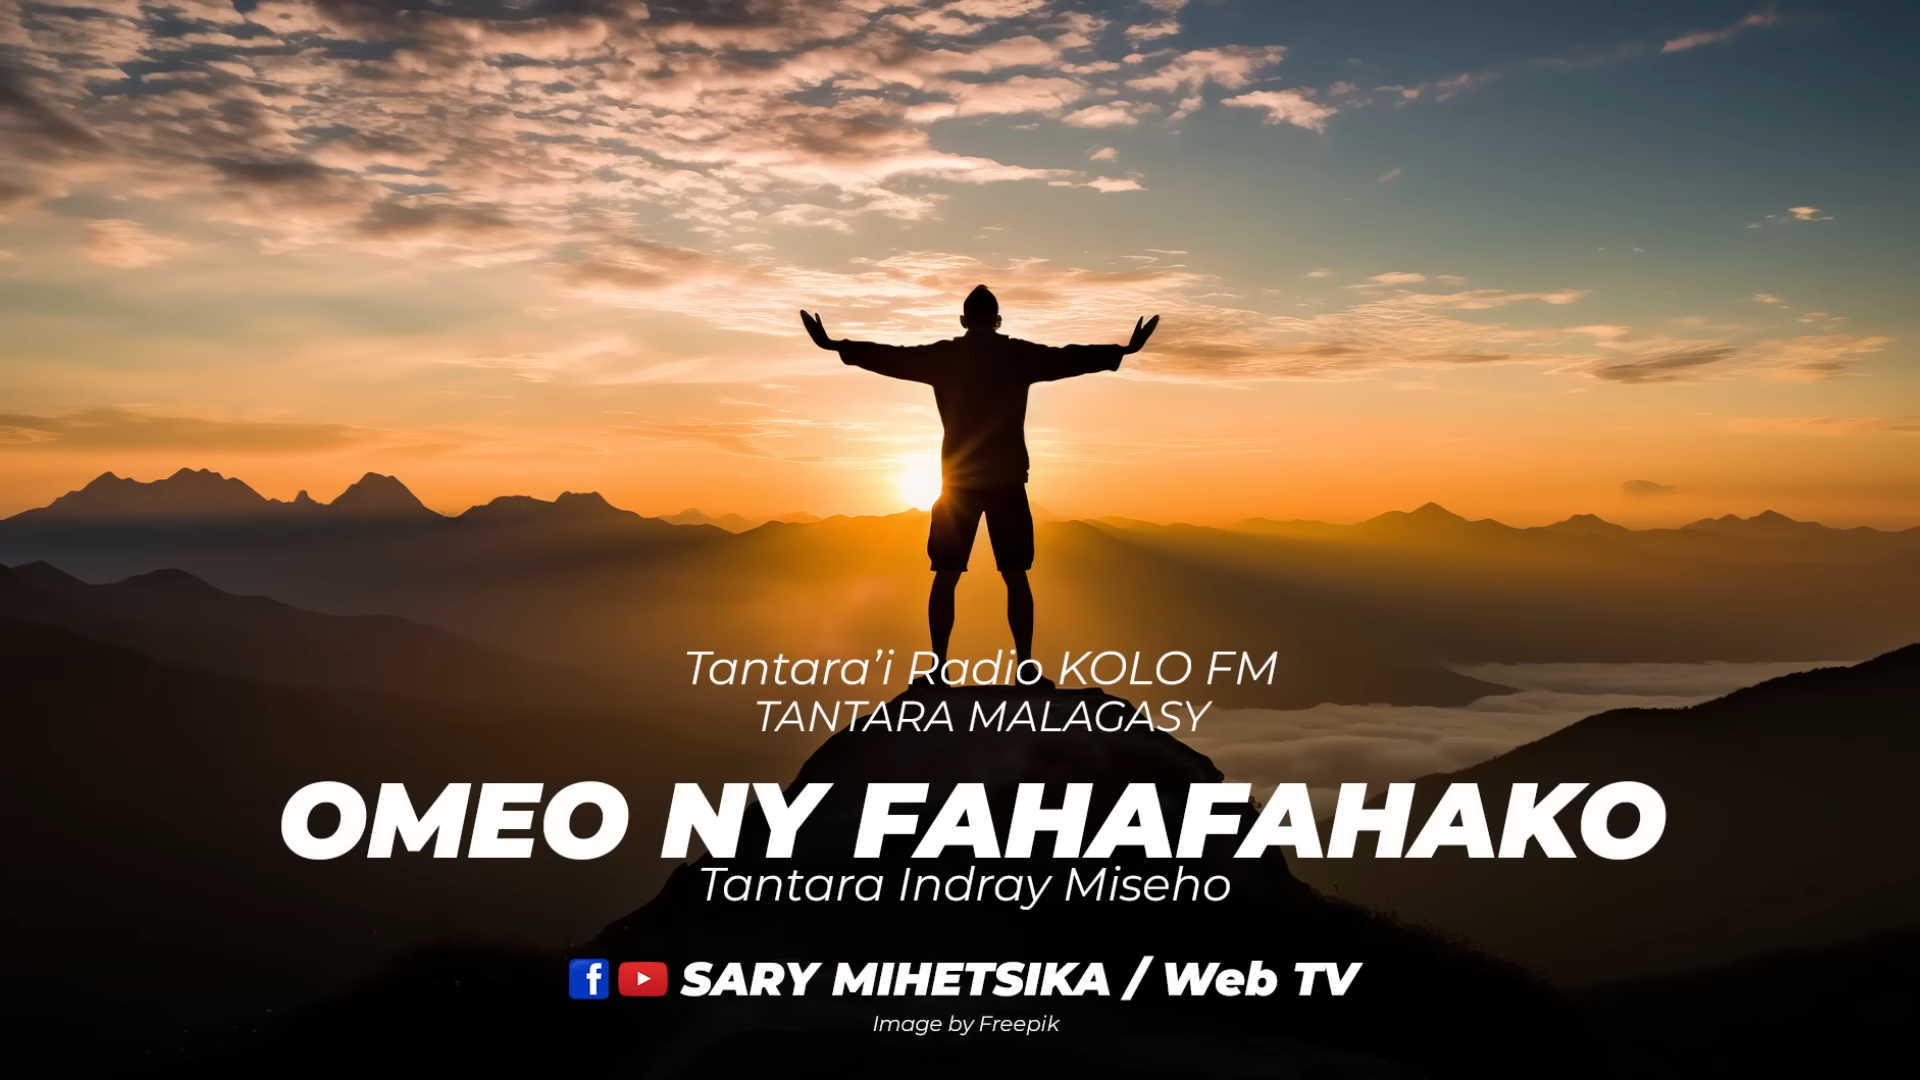 Tantara’i Radio KOLO FM
TANTARA MALAGASY
OMEO NY FAHAFAHAKO
Tantara Indray Miseho
SARY MIHETSIKA / Web TV
Image by Freepik